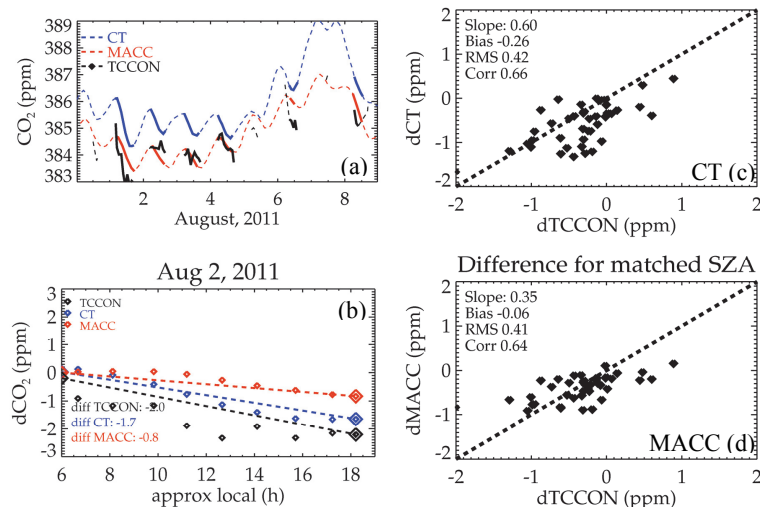 389
388
387
386
385
384
383
CO2 (ppm)
CT
MACC
TCCON
(a)
2 4 6 8
August, 2011
2
1
0
-1
-2
dCT (ppm)
Slope: 0.60
Bias -0.26
RMS 0.42
Corr 0.66
CT (c)
-2 -1 0 1 2
dTCCON (ppm)
Aug 2, 2011
3
2
1
0
-1
-2
-3
dCO2 (ppm)
TCCON
CT
MACC
(b)
diff TCCON: -2.0
diff CT: -1.7
diff MACC: -0.8
6 8 10 12 14 16 18
approx local (h)
Difference for matched SZA
2
1
0
-1
-2
dMACC (ppm)
Slope: 0.35
Bias -0.06
RMS 0.41
Corr 0.64
MACC (d)
-2 -1 0 1 2
dTCCON (ppm)